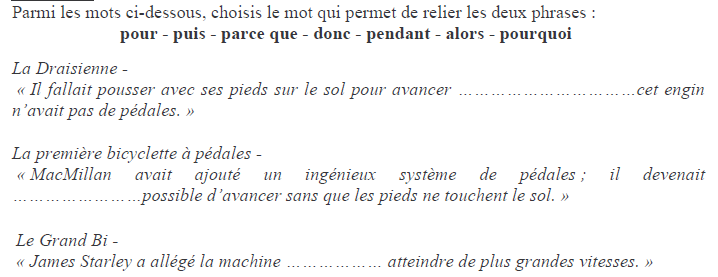 Parmi les mots ci-dessous, choisis le mot qui permet de relier les deux phrases :
pour - puis - parce que - donc - pendant - alors - pourquoi
La Draisienne -
« Il fallait pousser avec ses pieds sur le sol pour avancer ……………………………cet engin
n’avait pas de pédales. »
La première bicyclette à pédales -
« MacMillan avait ajouté un ingénieux système de pédales ; il devenait
……………………possible d’avancer sans que les pieds ne touchent le sol. »
Le Grand Bi -
« James Starley a allégé la machine ……………… atteindre de plus grandes vitesses. »